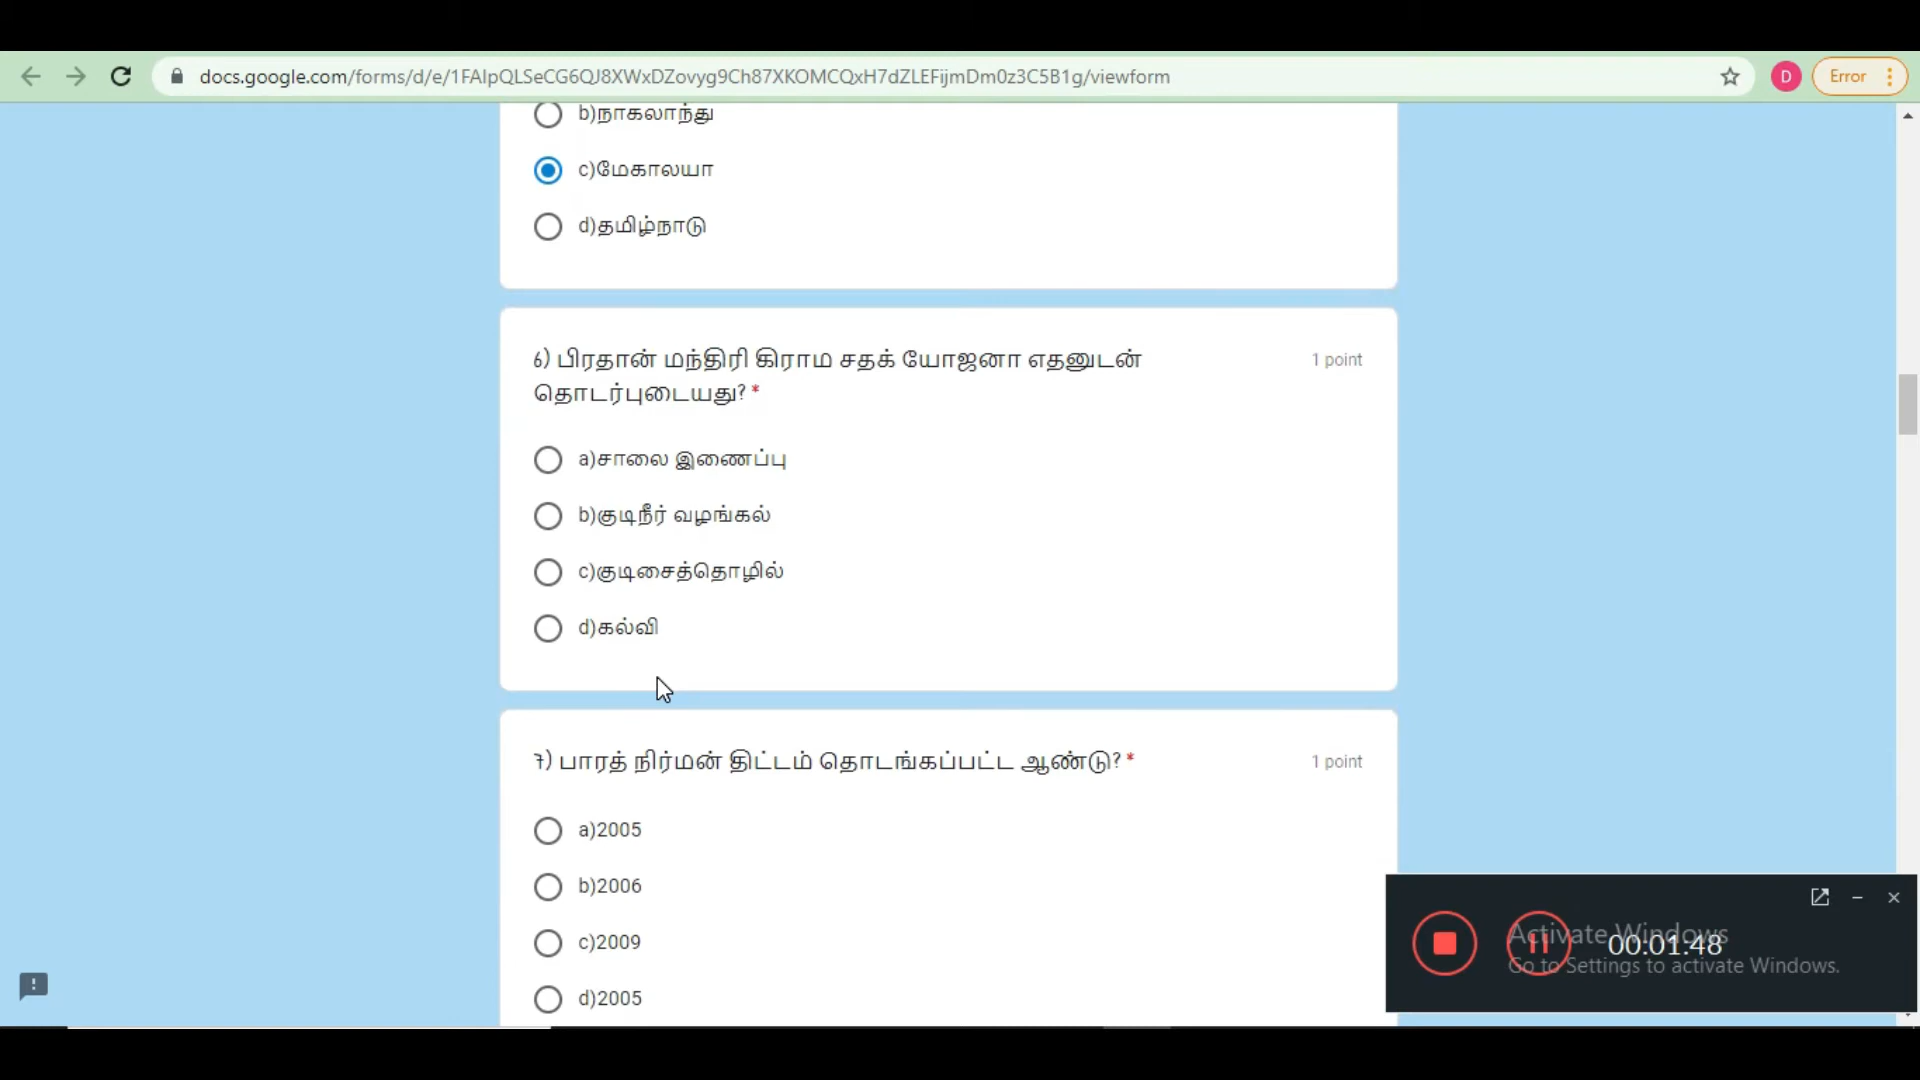 docs.google.com/forms/d/e/1FAIpQLSeCG6QJ8XWxDZovyg9Ch87XKOMCQxH7dZLEFijmDm0z3C5B1g/viewform
D
Error
b)நாகலாந்து
c)மேகாலயா
d)தமிழ்நாடு
6) பிரதான் மந்திரி கிராம சதக் யோஜனா எதனுடன்
தொடர்புடையது? *
1 point
a)சாலை இணைப்பு
b)குடிநீர் வழங்கல்
c)குடிசைத்தொழில்
d)கல்வி
7) பாரத் நிர்மன் திட்டம் தொடங்கப்பட்ட ஆண்டு? *
1 point
a)2005
b)2006
c)2009
d)2005
Activate Windows
00:01:48
Go to Settings to activate Windows.